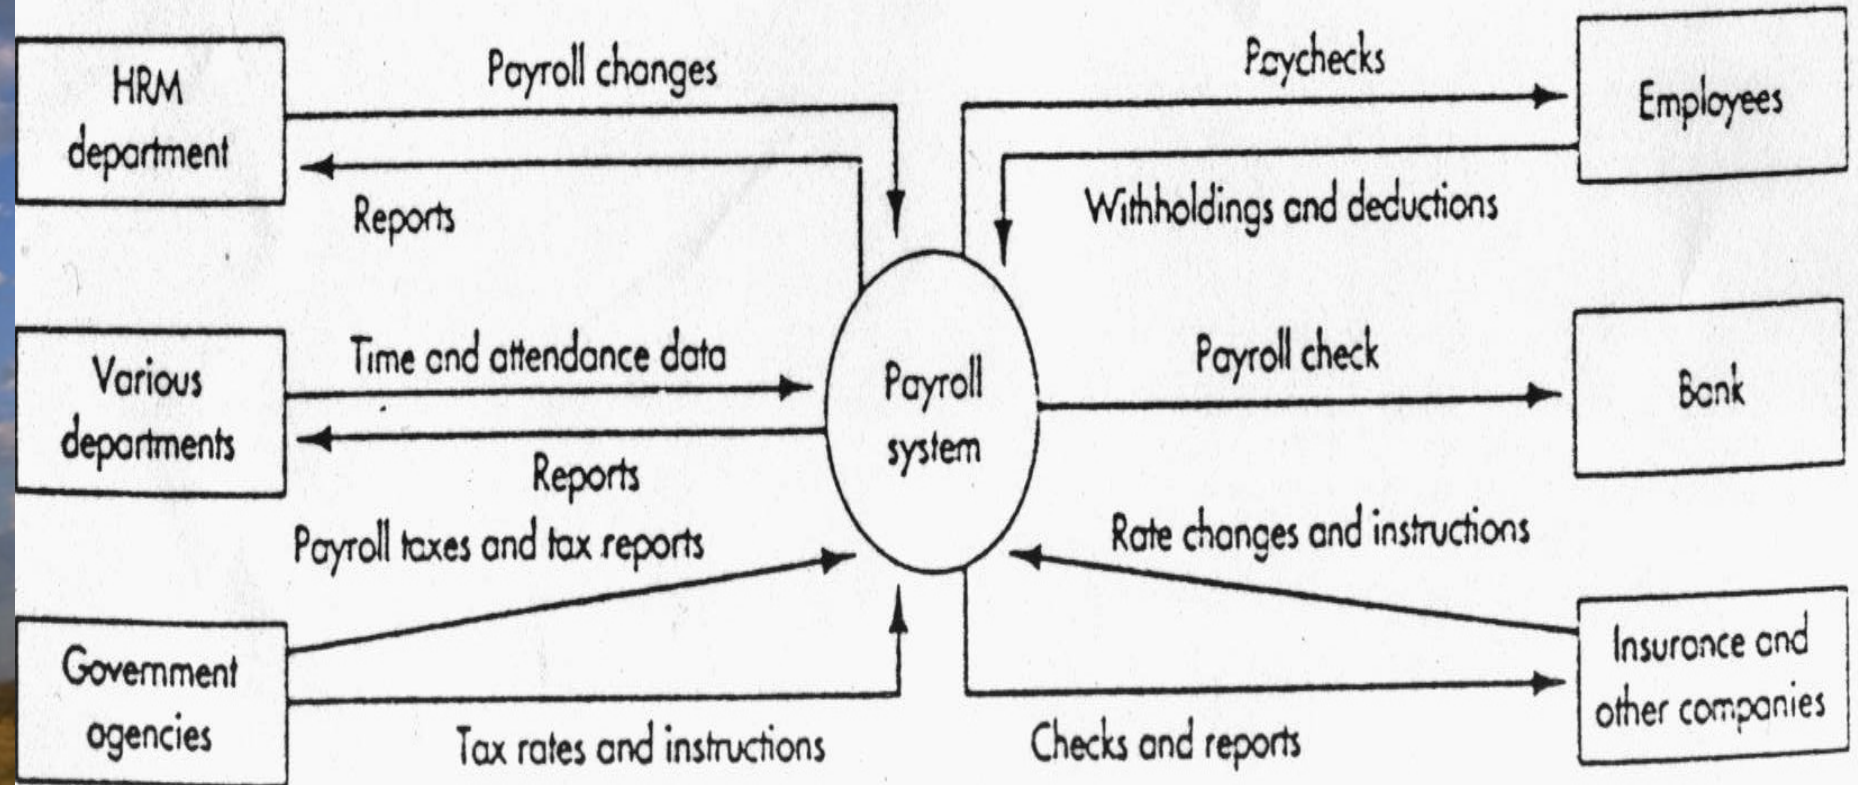 HRM
department
Payroll changes
Reports
Paychecks
Employees
Withholdings and deductions
Various
departments
Time and attendance data
Reports
Payroll
system
Payroll check
Bank
Payroll taxes and tax reports
Rate changes and instructions
Government
agencies
Tax rates and instructions
Checks and reports
Insurance and
other companies